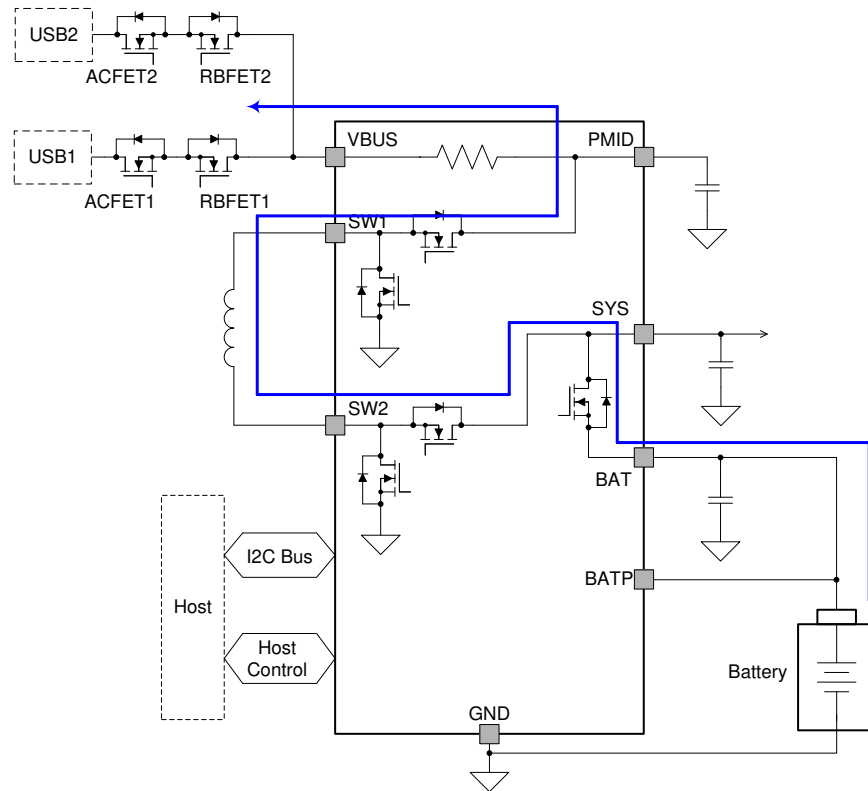 USB2
ACFET2
RBFET2
USB1
ACFET1
RBFET1
VBUS
PMID
SW1
SYS
SW2
BAT
I2C Bus
BATP
Host
Host
Control
Battery
GND